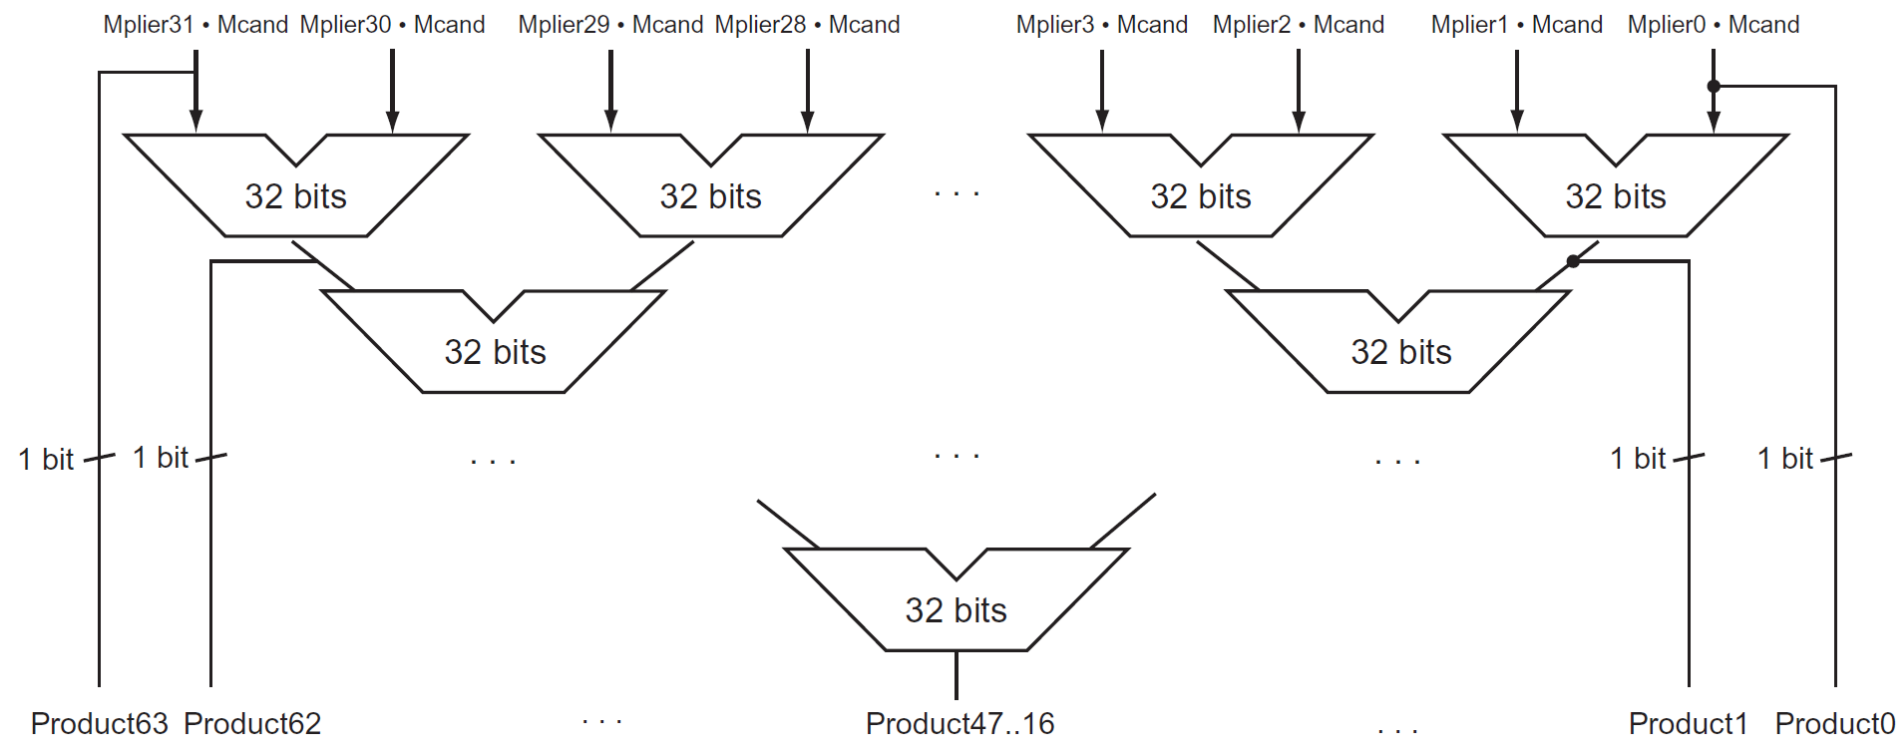 Mplier31 • Mcand Mplier30 • Mcand Mplier29 • Mcand Mplier28 • Mcand Mplier3 • Mcand Mplier2 • Mcand Mplier1 • Mcand Mplier0 • Mcand
32 bits 32 bits . . . 32 bits 32 bits
32 bits 32 bits
1 bit 1 bit . . . . . . . . . 1 bit 1 bit
32 bits
Product63 Product62 . . . Product47..16 . . . Product1 Product0